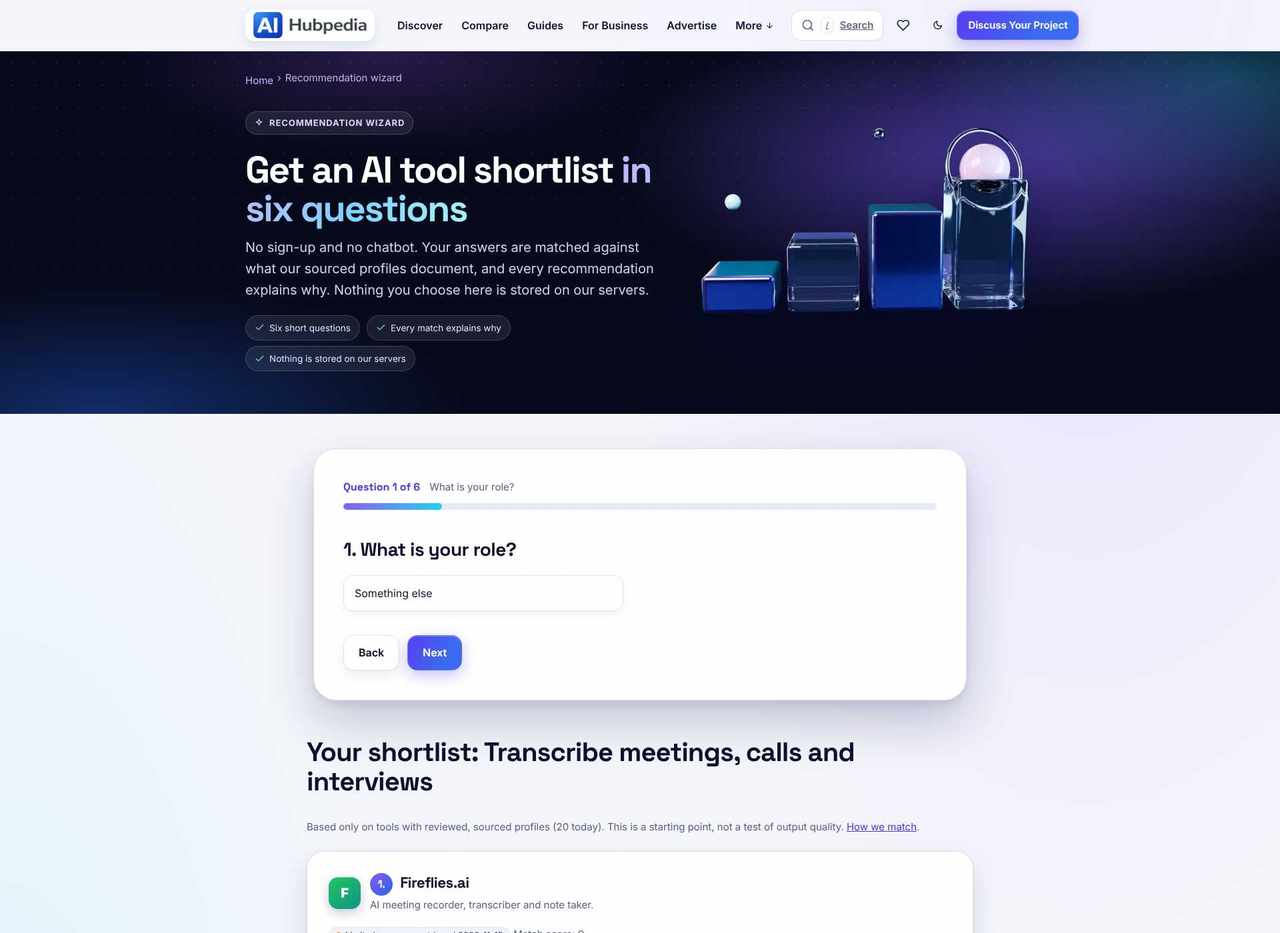 AI Hubpedia
Discover Compare Guides For Business Advertise More ↓ / Search Discuss Your Project
Home › Recommendation wizard
RECOMMENDATION WIZARD
Get an AI tool shortlist in
six questions
No sign-up and no chatbot. Your answers are matched against
what our sourced profiles document, and every recommendation
explains why. Nothing you choose here is stored on our servers.
Six short questions Every match explains why
Nothing is stored on our servers
Question 1 of 6 What is your role?
1. What is your role?
Something else
Back Next
Your shortlist: Transcribe meetings, calls and
interviews
Based only on tools with reviewed, sourced profiles (20 today). This is a starting point, not a test of output quality. How we match.
F 1. Fireflies.ai
AI meeting recorder, transcriber and note taker.